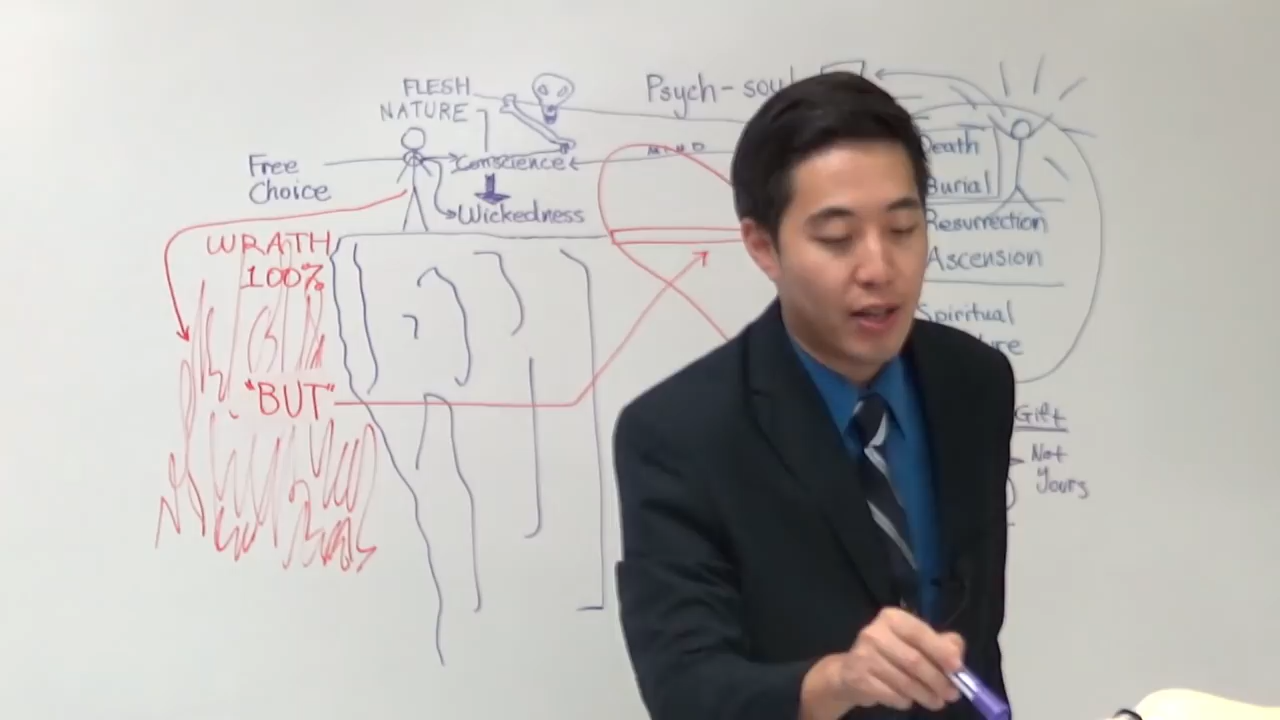 FLESH
NATURE
Psych-soul
Free
Choice
Conscience
MIND
Wickedness
WRATH
100%
"BUT"
Death
Burial
Resurrection
Ascension
Spiritual
Gift
Not
Yours